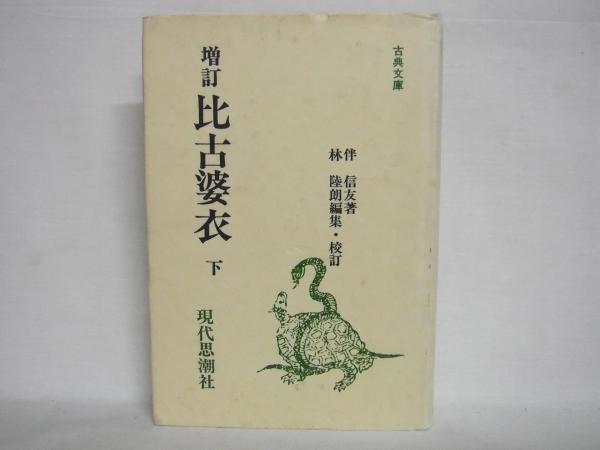 古典文庫
伴 信友著
林 陸朗編集・校訂
増訂 比古婆衣 下
現代思潮社